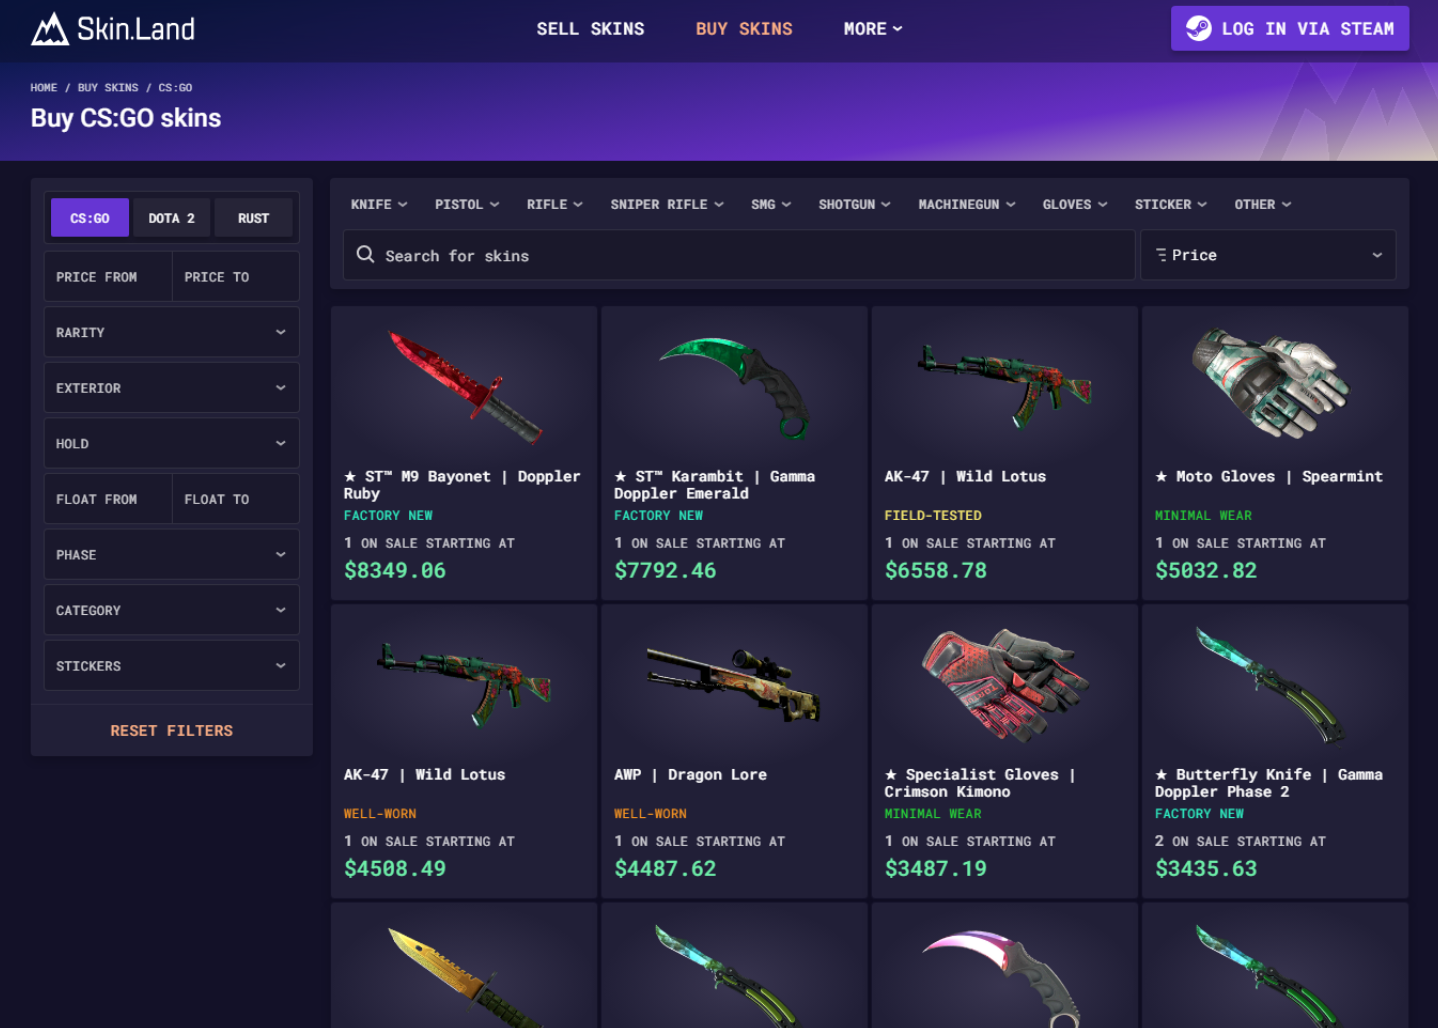 Skin.Land
SELL SKINS
BUY SKINS
MORE
LOG IN VIA STEAM
HOME / BUY SKINS / CS:GO
Buy CS:GO skins
CS:GO
DOTA 2
RUST
PRICE FROM
PRICE TO
RARITY
EXTERIOR
HOLD
FLOAT FROM
FLOAT TO
PHASE
CATEGORY
STICKERS
RESET FILTERS
KNIFE
PISTOL
RIFLE
SNIPER RIFLE
SMG
SHOTGUN
MACHINEGUN
GLOVES
STICKER
OTHER
Search for skins
Price
★ ST™ M9 Bayonet | Doppler
Ruby
FACTORY NEW
1 ON SALE STARTING AT
$8349.06
★ ST™ Karambit | Gamma
Doppler Emerald
FACTORY NEW
1 ON SALE STARTING AT
$7792.46
AK-47 | Wild Lotus
FIELD-TESTED
1 ON SALE STARTING AT
$6558.78
★ Moto Gloves | Spearmint
MINIMAL WEAR
1 ON SALE STARTING AT
$5032.82
AK-47 | Wild Lotus
WELL-WORN
1 ON SALE STARTING AT
$4508.49
AWP | Dragon Lore
WELL-WORN
1 ON SALE STARTING AT
$4487.62
★ Specialist Gloves |
Crimson Kimono
MINIMAL WEAR
1 ON SALE STARTING AT
$3487.19
★ Butterfly Knife | Gamma
Doppler Phase 2
FACTORY NEW
2 ON SALE STARTING AT
$3435.63